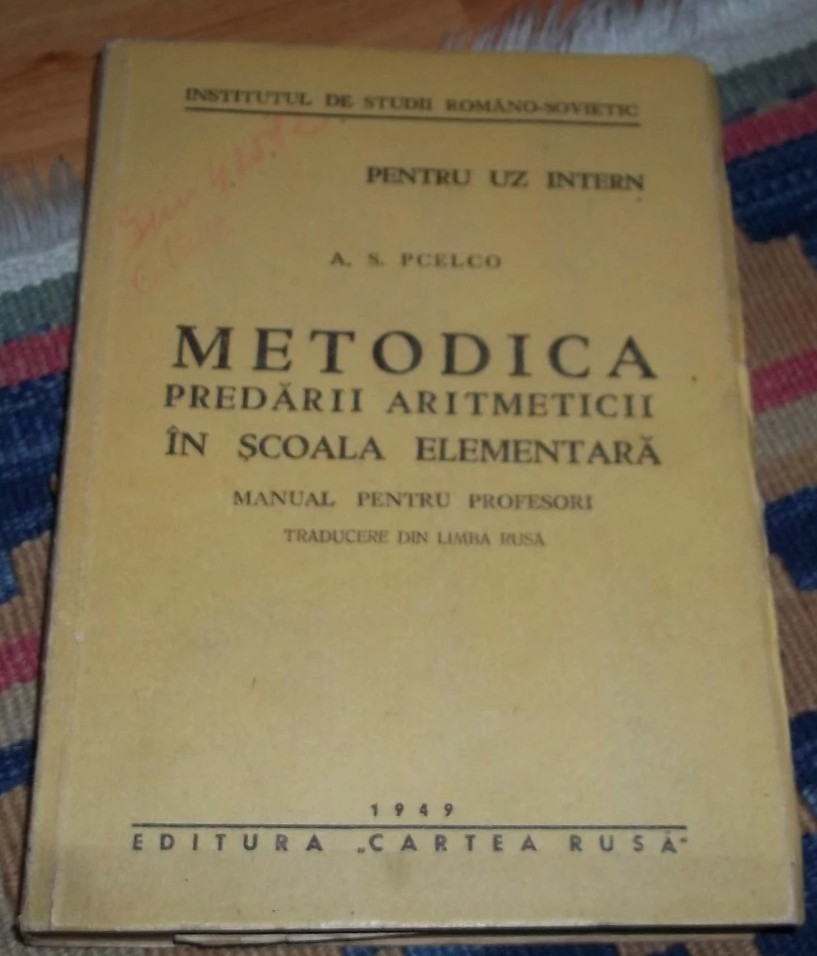 INSTITUTUL DE STUDII ROMÂNO-SOVIETIC
PENTRU UZ INTERN
A. S. PCELCO
METODICA
PREDĂRII ARITMETICII
ÎN ȘCOALA ELEMENTARĂ
MANUAL PENTRU PROFESORI
TRADUCERE DIN LIMBA RUSĂ
1949
EDITURA „CARTEA RUSĂ"